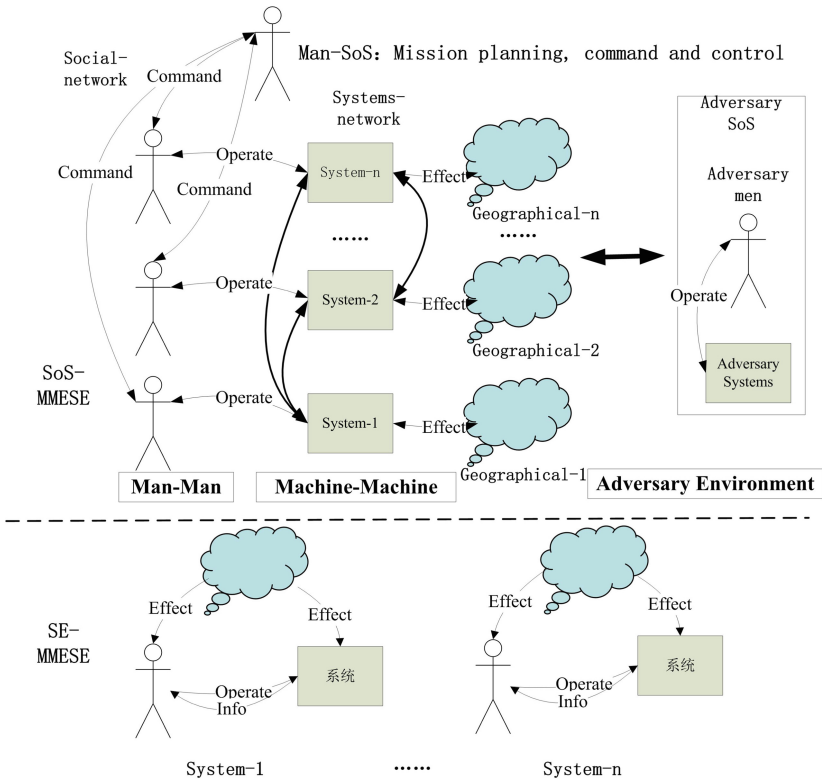 Man-SoS: Mission planning, command and control
Social-
network
Command
Systems-
network
Adversary
SoS
Operate
System-n
Effect
Command
Command
Adversary
men
Geographical-n
……
……
Operate
System-2
Effect
Operate
Geographical-2
Adversary
Systems
SoS-
MMESE
Operate
System-1
Effect
Geographical-1
Man-Man
Machine-Machine
Adversary Environment
Effect
Effect
Effect
Effect
SE-
MMESE
系统
系统
Operate
Info
Operate
Info
System-1
……
System-n